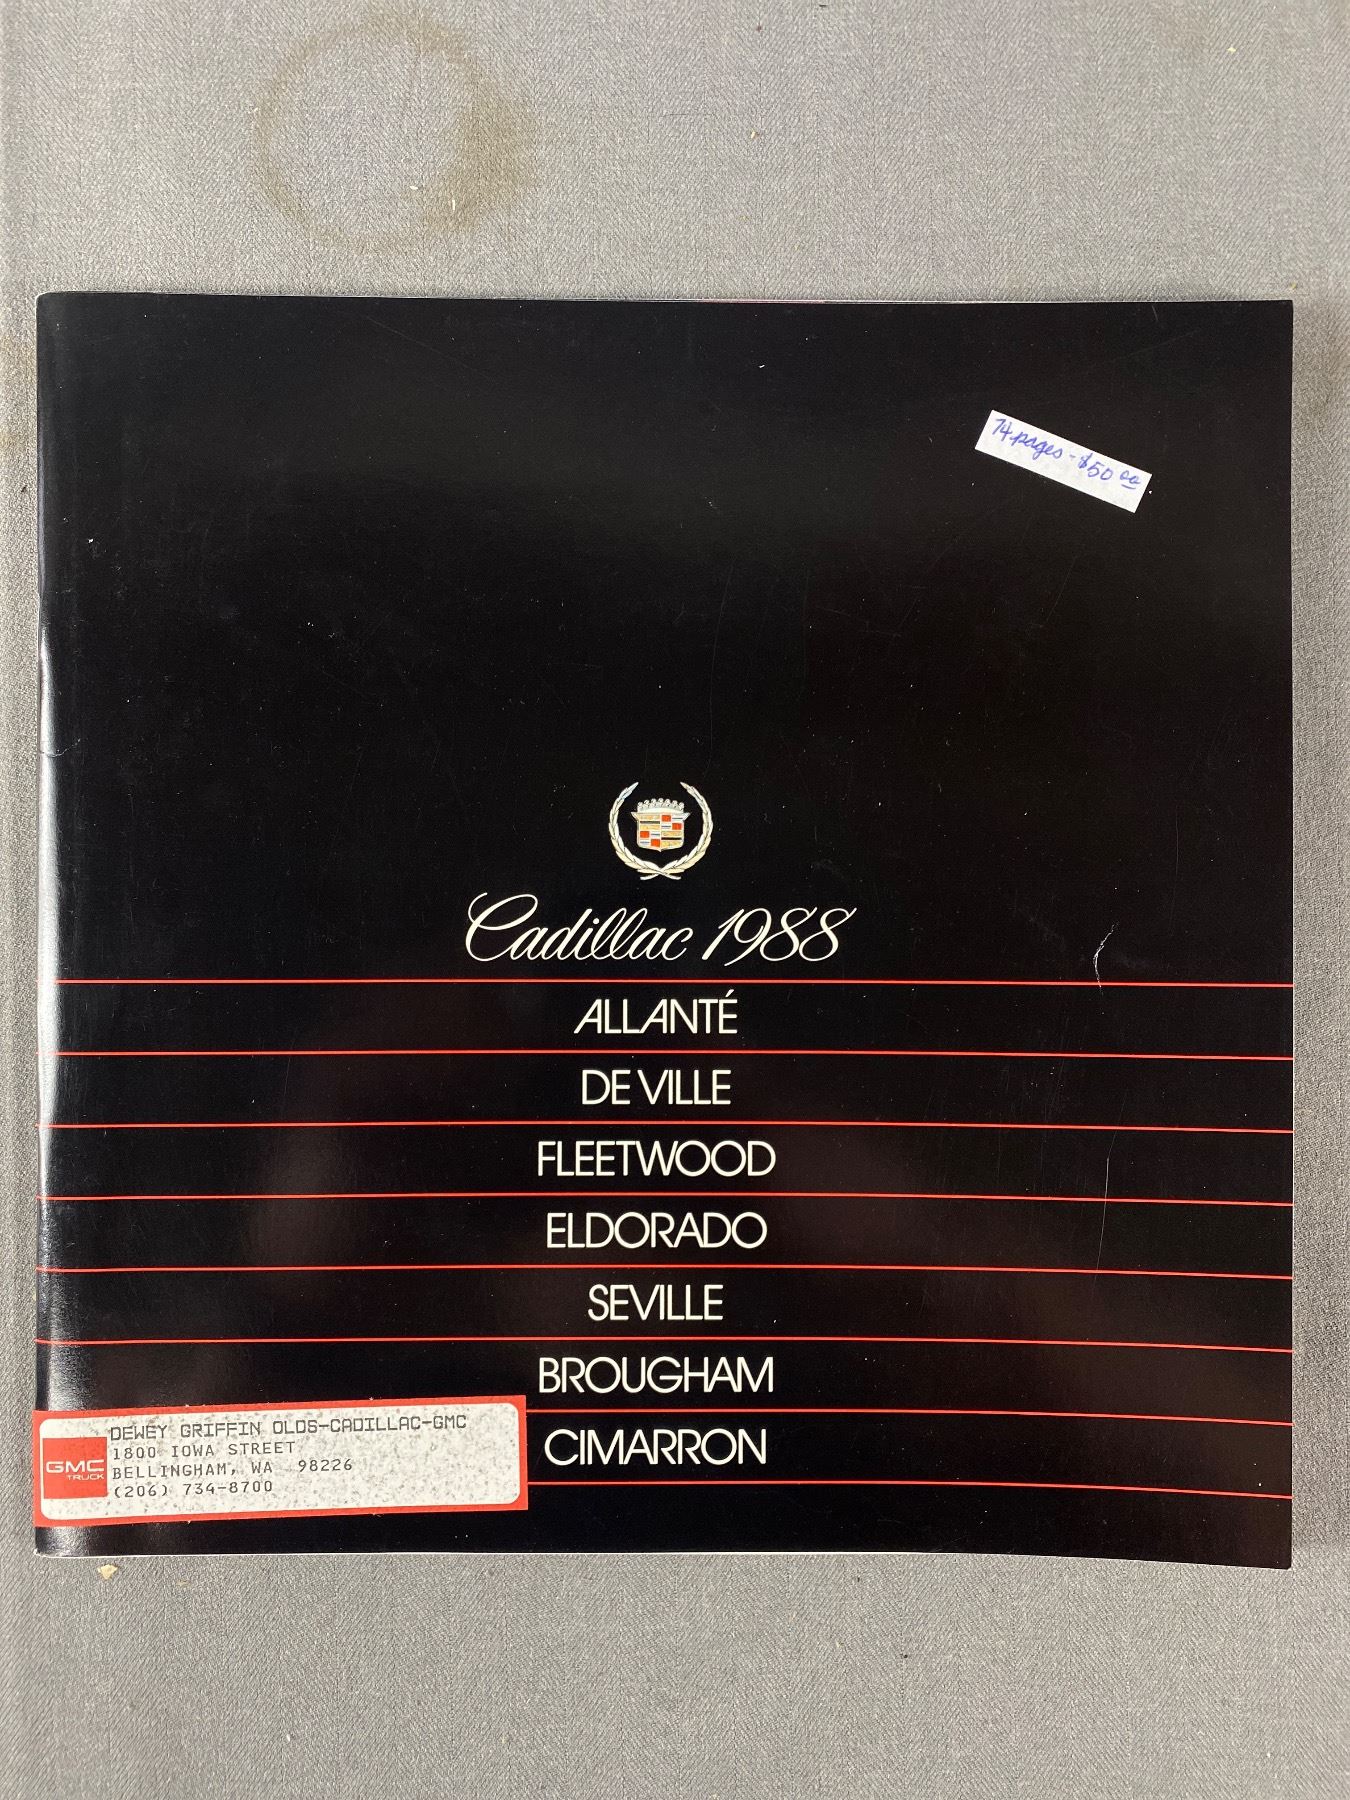 74 pages - $50 00
Cadillac 1988
ALLANTÉ
DE VILLE
FLEETWOOD
ELDORADO
SEVILLE
BROUGHAM
CIMARRON
GMC
TRUCK
DEWEY GRIFFIN OLDS-CADILLAC-GMC
1800 IOWA STREET
BELLINGHAM, WA 98226
(206) 734-8700